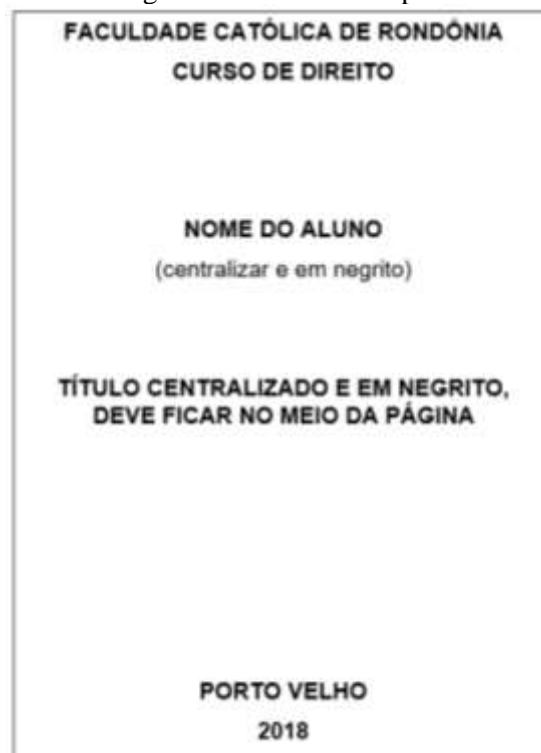 FACULDADE CATÓLICA DE RONDÔNIA
CURSO DE DIREITO
NOME DO ALUNO
(centralizar e em negrito)
TÍTULO CENTRALIZADO E EM NEGRITO,
DEVE FICAR NO MEIO DA PÁGINA
PORTO VELHO
2018